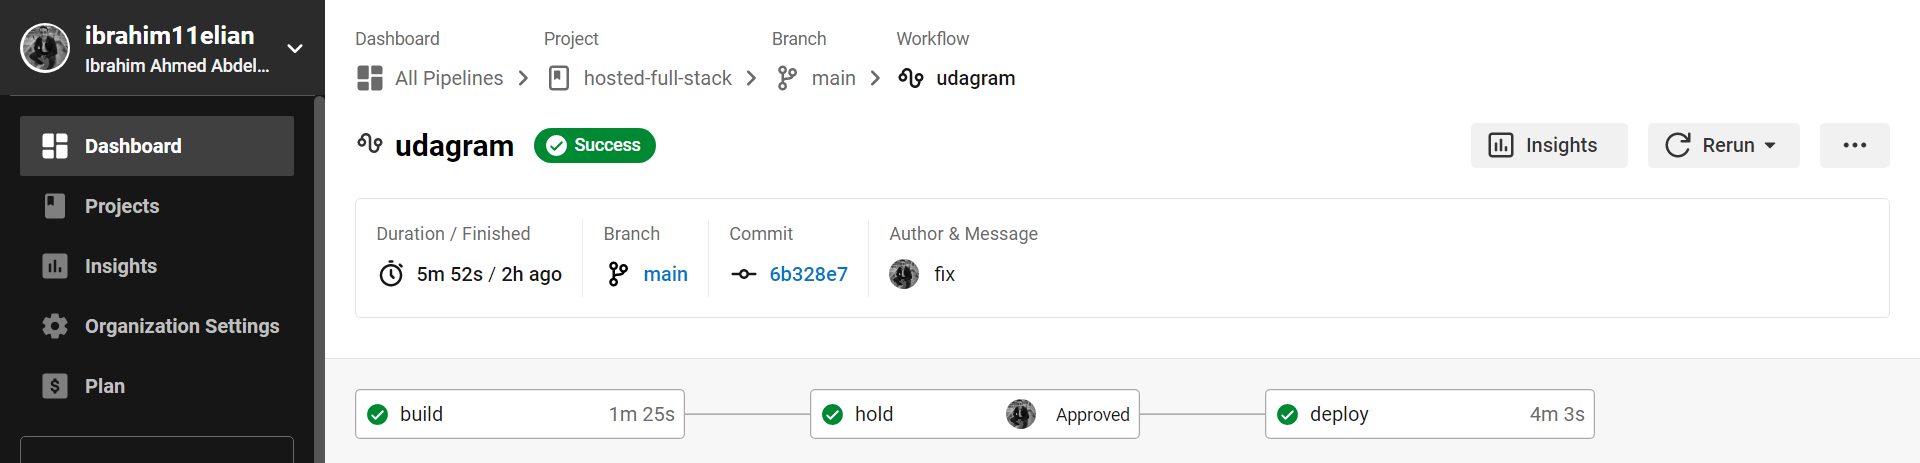 ibrahim11elian
Ibrahim Ahmed Abdel...
Dashboard
Projects
Insights
Organization Settings
Plan
Dashboard Project Branch Workflow
All Pipelines hosted-full-stack main udagram
udagram Success
Insights Rerun
Duration / Finished Branch Commit Author & Message
5m 52s / 2h ago main 6b328e7 fix
build 1m 25s hold Approved deploy 4m 3s